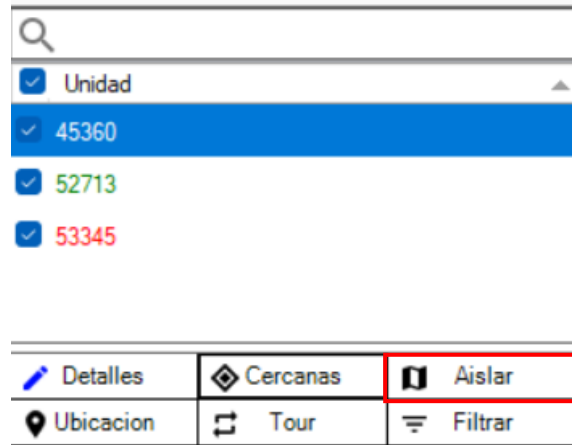 Unidad
45360
52713
53345
Detalles Cercanas Aislar
Ubicacion Tour Filtrar